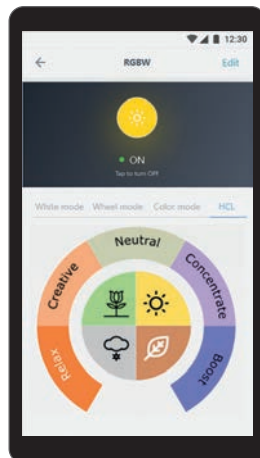 12:30
RGBW Edit
ON
Tap to turn OFF
White mode Wheel mode Color mode HCL
Neutral
Creative
Concentrate
Relax
Boost